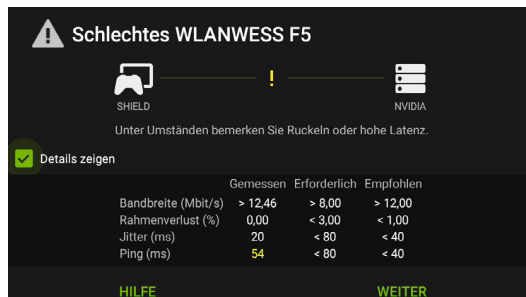 Schlechtes WLANWESS F5
SHIELD
NVIDIA
Unter Umständen bemerken Sie Ruckeln oder hohe Latenz.
Details zeigen
Gemessen Erforderlich Empfohlen
Bandbreite (Mbit/s) > 12,46 > 8,00 > 12,00
Rahmenverlust (%) 0,00 < 3,00 < 1,00
Jitter (ms) 20 < 80 < 40
Ping (ms) 54 < 80 < 40
HILFE WEITER